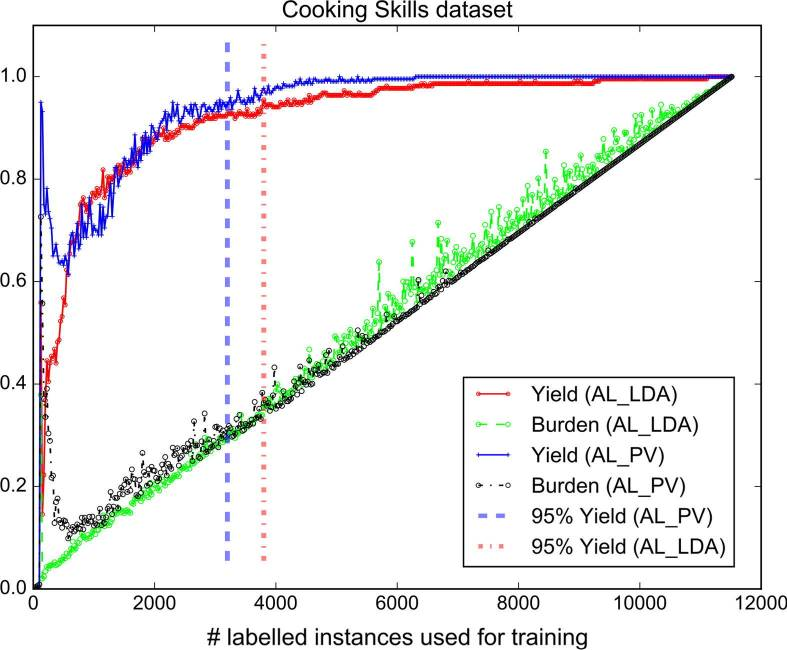 Cooking Skills dataset
1.0
0.8
0.6
0.4
0.2
0.0
Yield (AL_LDA)
Burden (AL_LDA)
Yield (AL_PV)
Burden (AL_PV)
95% Yield (AL_PV)
95% Yield (AL_LDA)
0 2000 4000 6000 8000 10000 12000
# labelled instances used for training